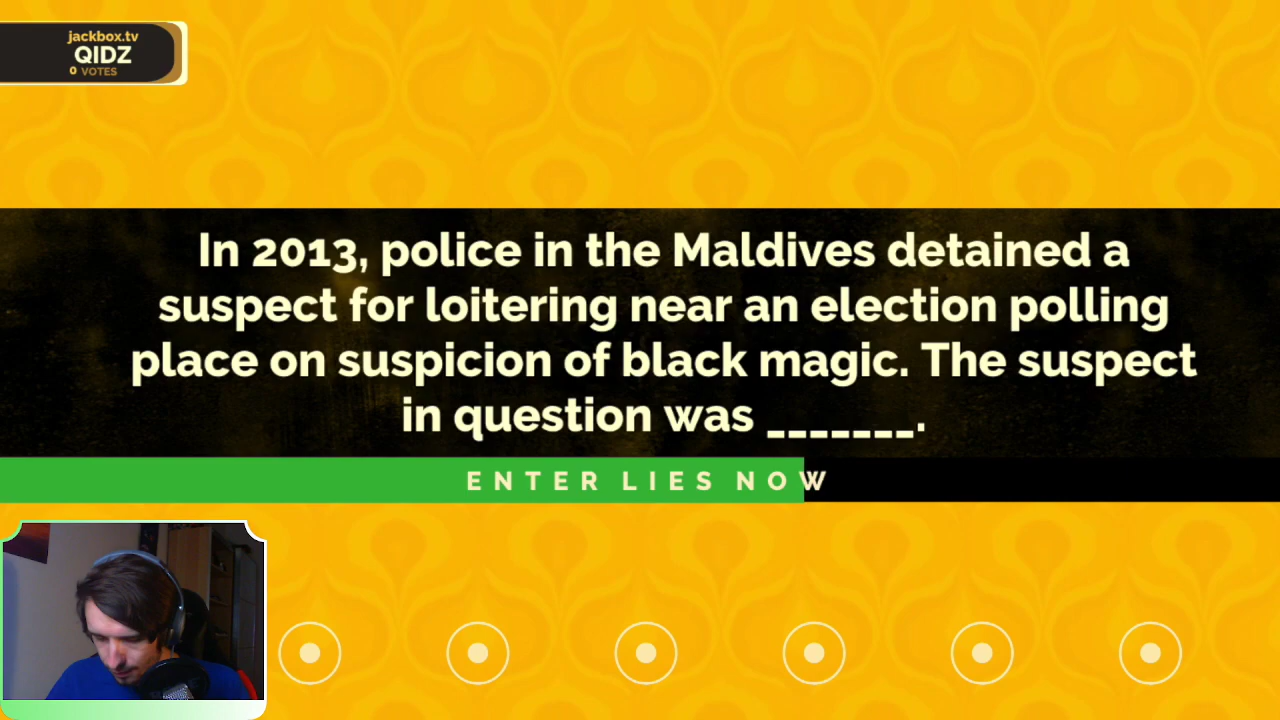 jackbox.tv
QIDZ
0 VOTES
In 2013, police in the Maldives detained a
suspect for loitering near an election polling
place on suspicion of black magic. The suspect
in question was _______.
ENTER LIES NOW